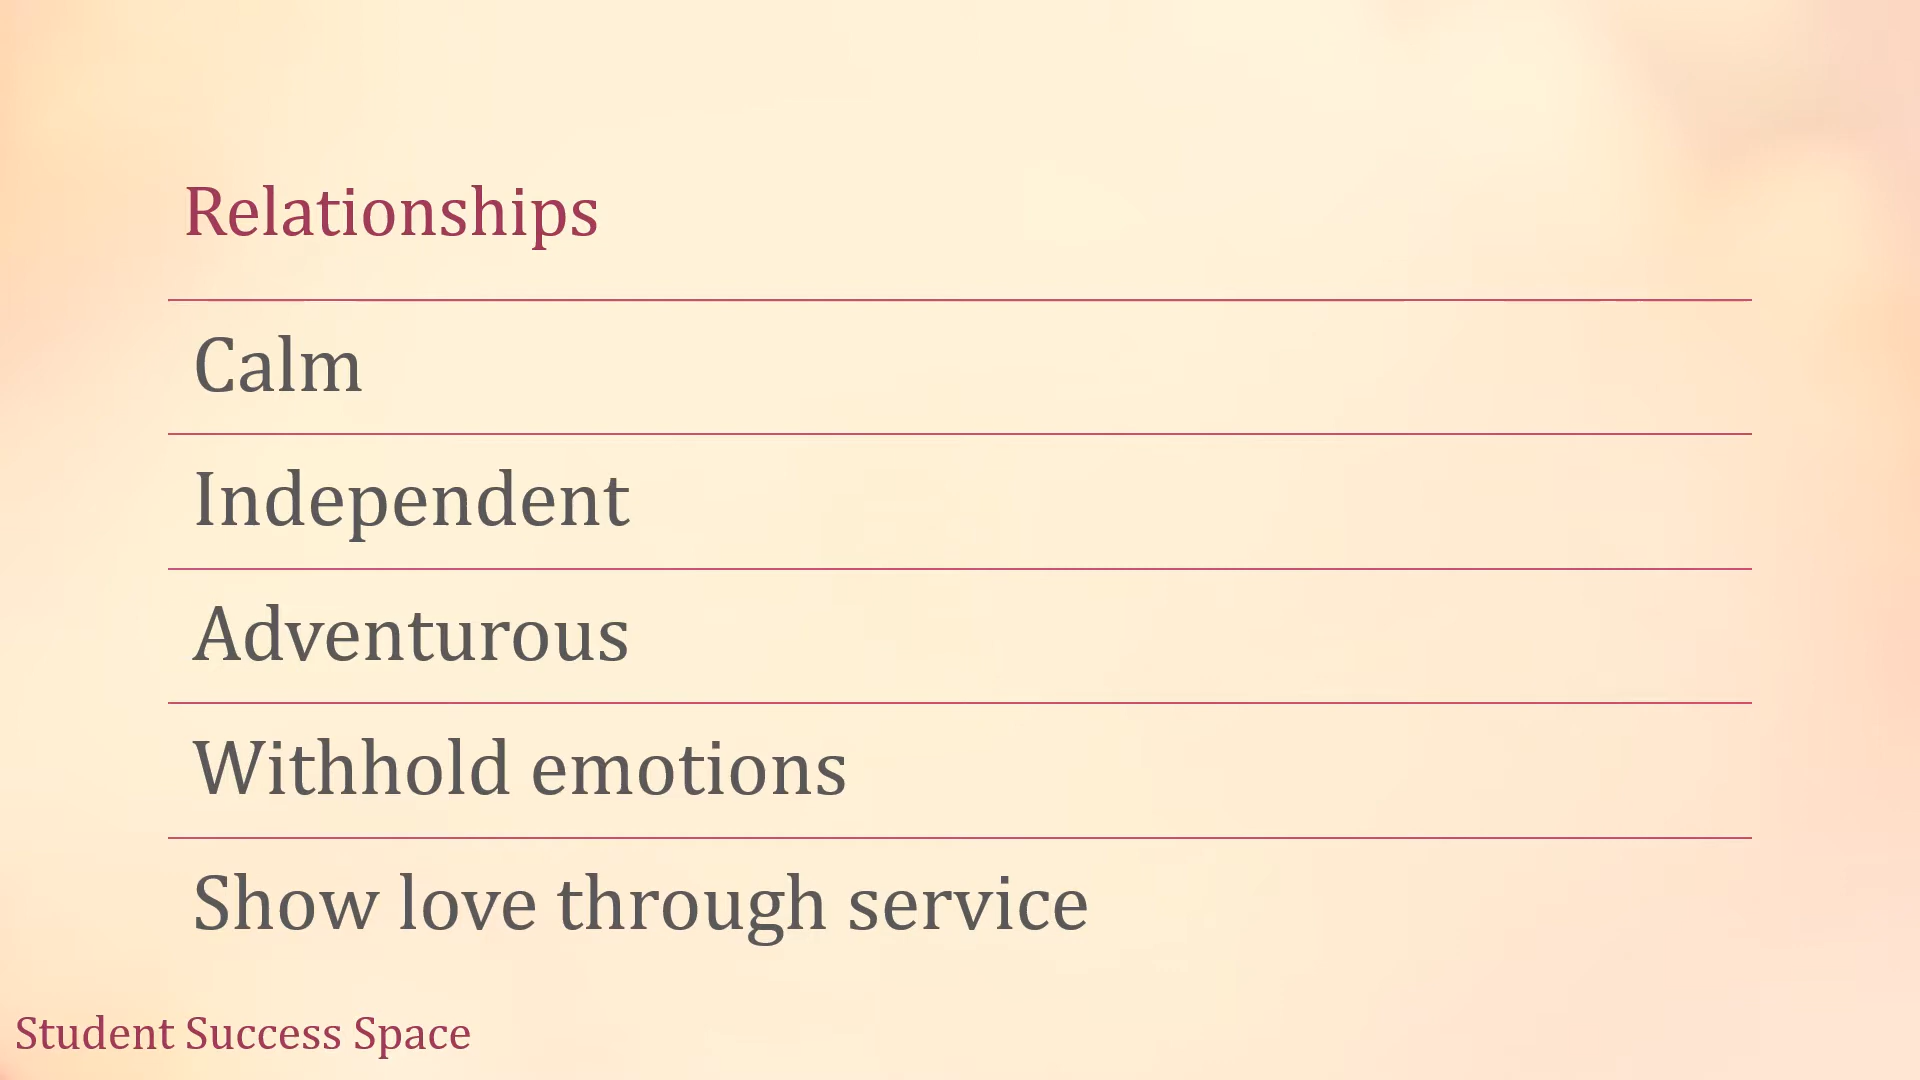 Relationships
Calm
Independent
Adventurous
Withhold emotions
Show love through service
Student Success Space